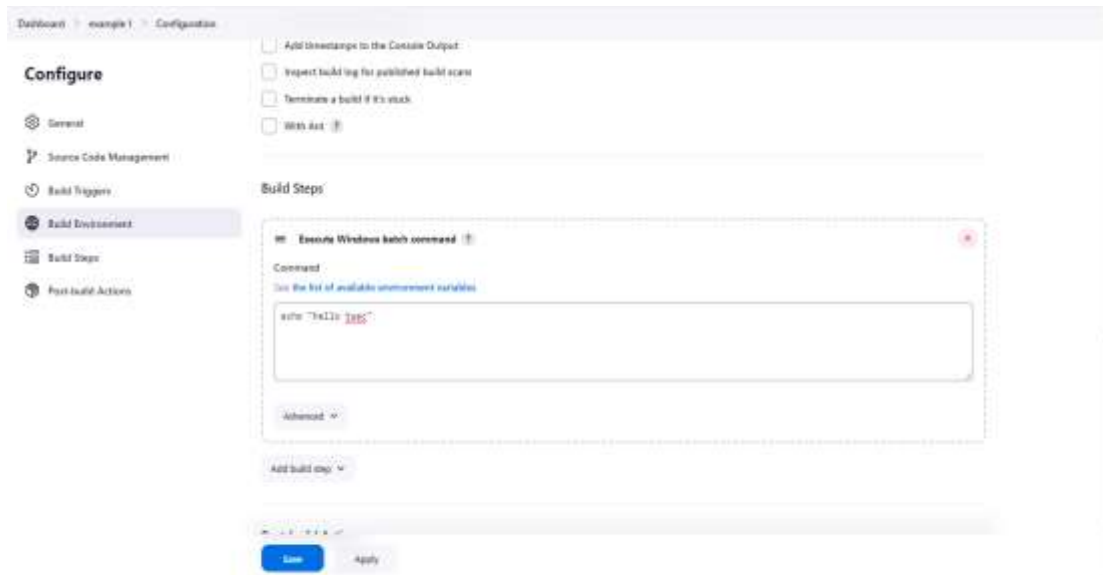 Dashboard > example 1 > Configuration
Configure
General
Source Code Management
Build Triggers
Build Environment
Build Steps
Post-build Actions
Add timestamps to the Console Output
Inspect build log for published build scans
Terminate a build if it's stuck
With Ant ?
Build Steps
Execute Windows batch command ?
Command
See the list of available environment variables
echo "hello
Advanced
Add build step
Save
Apply